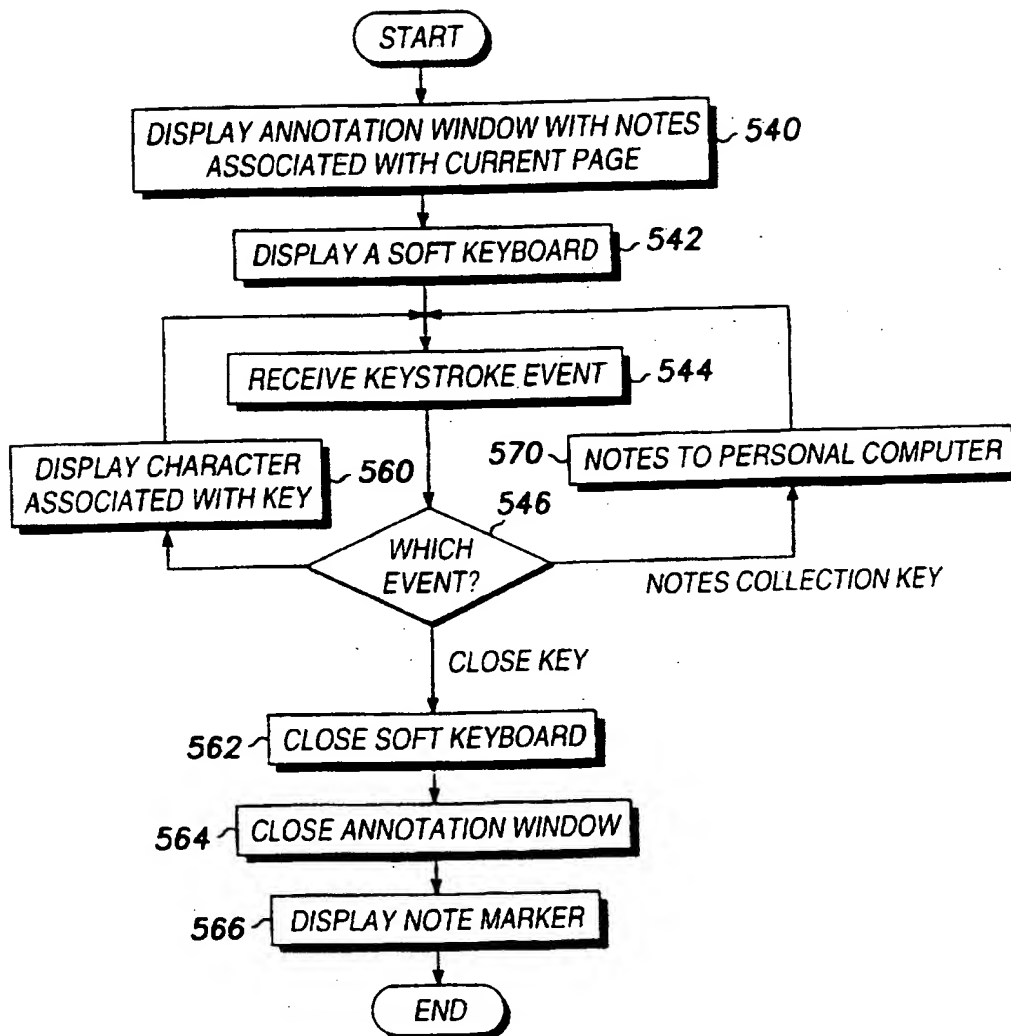 START
DISPLAY ANNOTATION WINDOW WITH NOTES
ASSOCIATED WITH CURRENT PAGE
540
DISPLAY A SOFT KEYBOARD
542
RECEIVE KEYSTROKE EVENT
544
DISPLAY CHARACTER
ASSOCIATED WITH KEY
560
570
NOTES TO PERSONAL COMPUTER
546
WHICH
EVENT?
NOTES COLLECTION KEY
CLOSE KEY
562
CLOSE SOFT KEYBOARD
564
CLOSE ANNOTATION WINDOW
566
DISPLAY NOTE MARKER
END